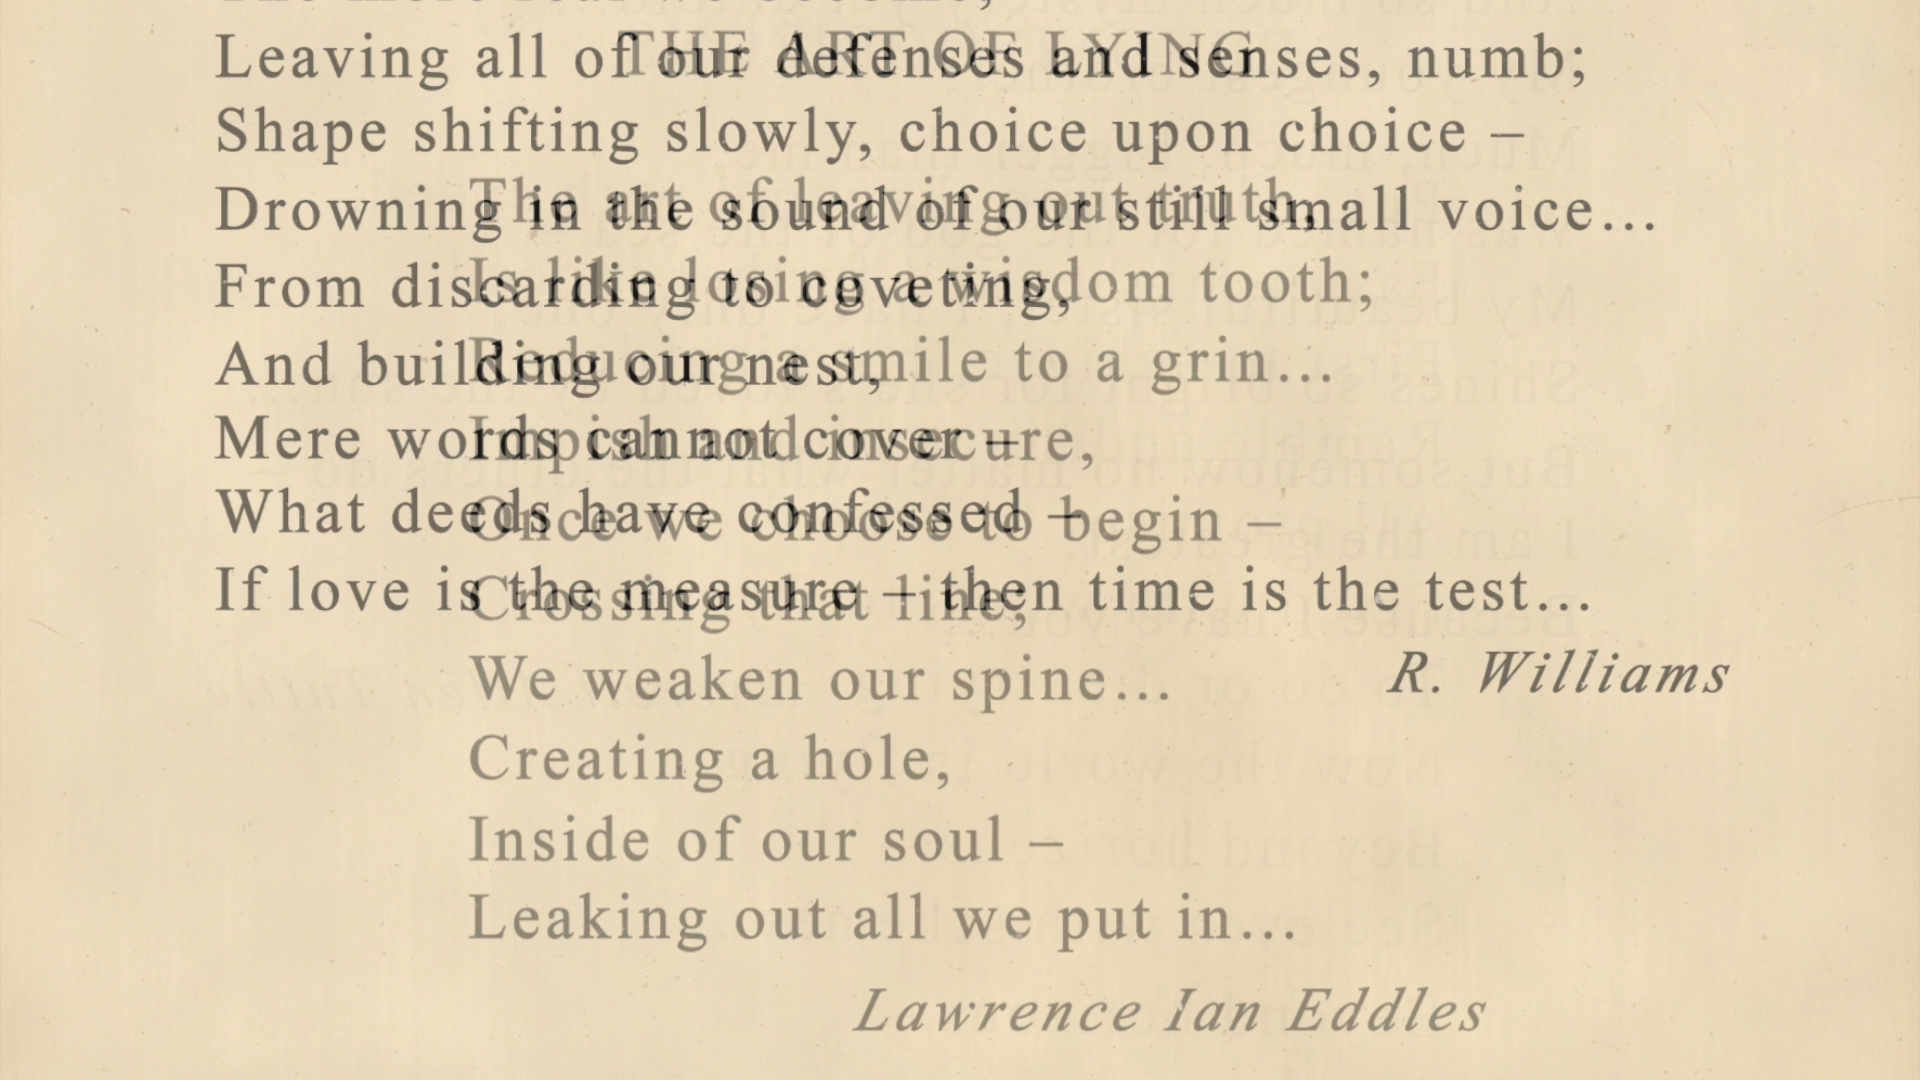 Leaving all of our defenses and senses, numb;
Shape shifting slowly, choice upon choice –
Drowning in the sound of our still small voice...
From discarding to coveting,
And building our nest,
Mere words cannot cover –
What deeds have confessed –
If love is the measure – then time is the test...
R. Williams
THE ART OF LYING
The art of leaving out truth,
Is like losing a wisdom tooth;
Reducing a smile to a grin...
Impish and insecure,
Once we choose to begin –
Crossing that line;
We weaken our spine...
Creating a hole,
Inside of our soul –
Leaking out all we put in...
Lawrence Ian Eddles